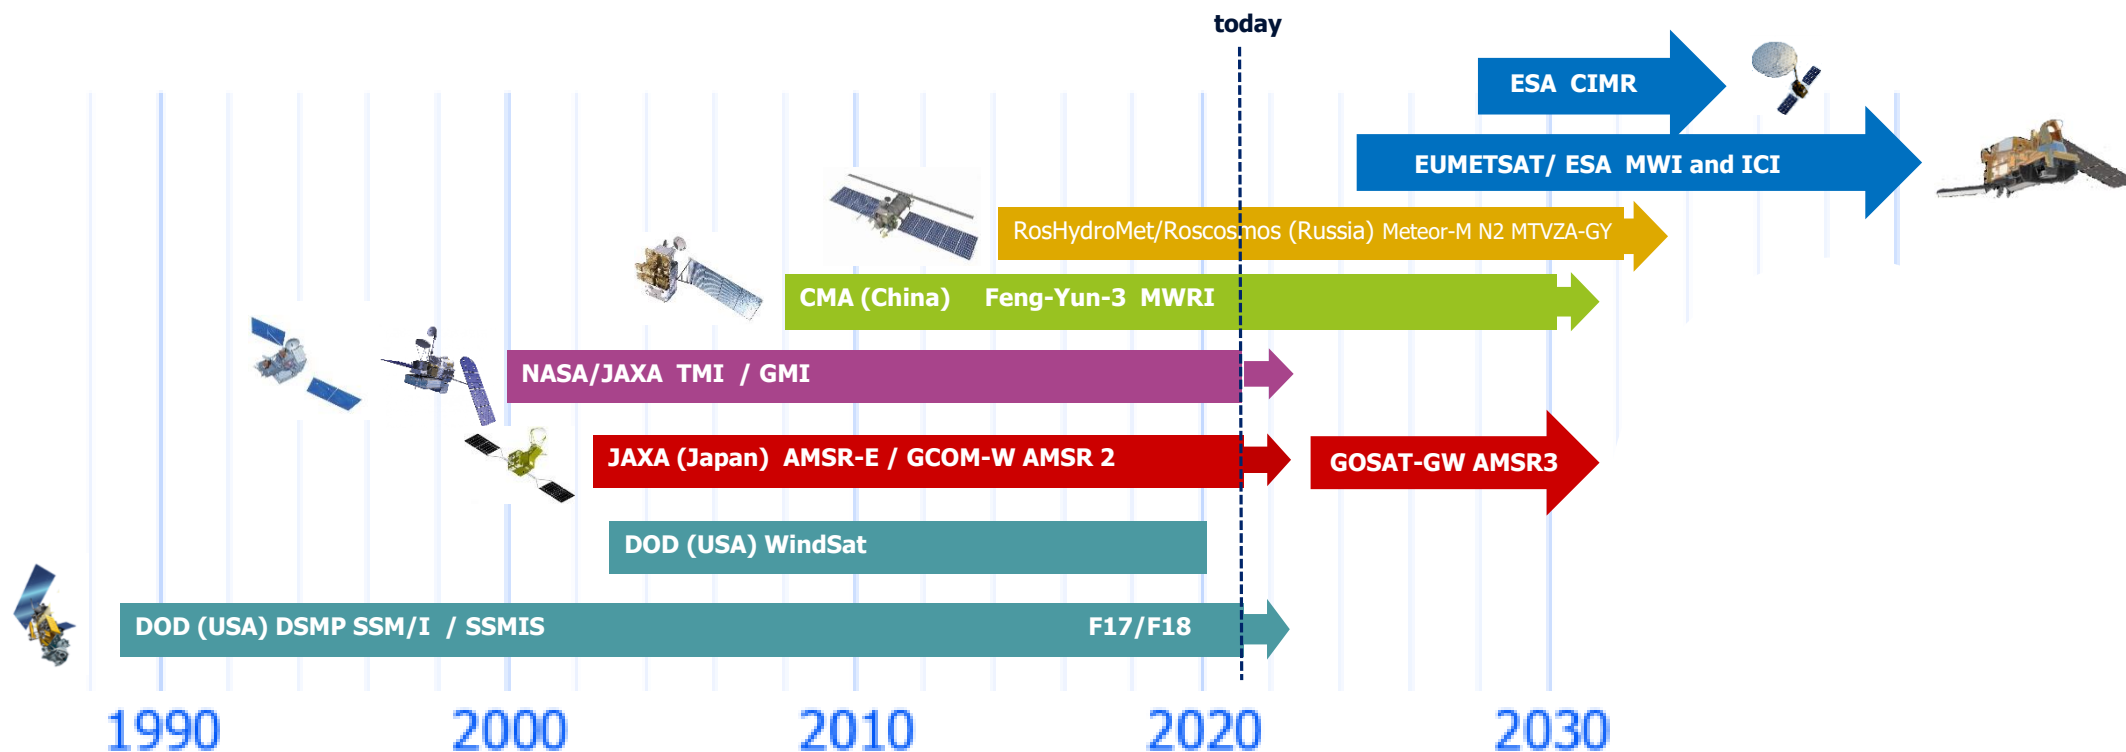 today
ESA CIMR
EUMETSAT/ ESA MWI and ICI
RosHydroMet/Roscosmos (Russia) Meteor-M N2 MTVZA-GY
CMA (China) Feng-Yun-3 MWRI
NASA/JAXA TMI / GMI
JAXA (Japan) AMSR-E / GCOM-W AMSR 2
GOSAT-GW AMSR3
DOD (USA) WindSat
DOD (USA) DSMP SSM/I / SSMIS F17/F18
1990 2000 2010 2020 2030